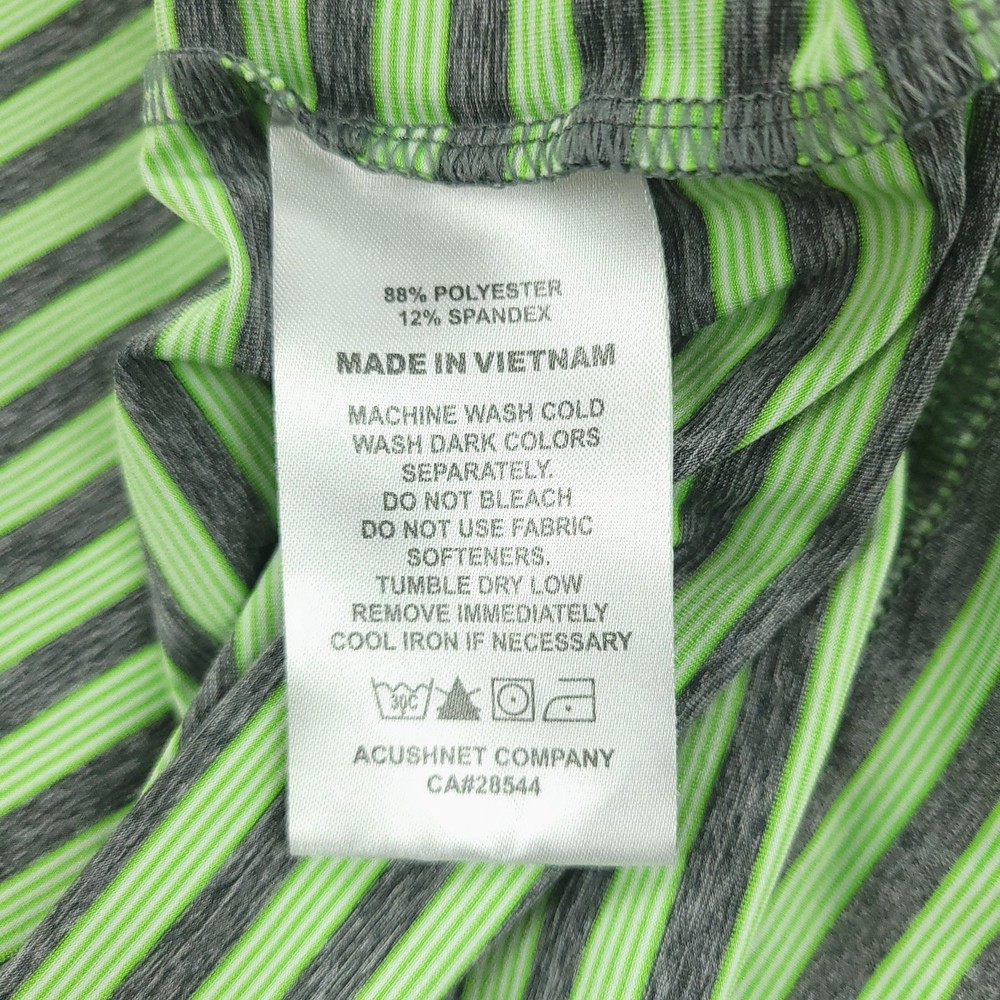 88% POLYESTER
12% SPANDEX
MADE IN VIETNAM
MACHINE WASH COLD
WASH DARK COLORS
SEPARATELY.
DO NOT BLEACH
DO NOT USE FABRIC
SOFTENERS.
TUMBLE DRY LOW
REMOVE IMMEDIATELY
COOL IRON IF NECESSARY
30C
ACUSHNET COMPANY
CA#28544